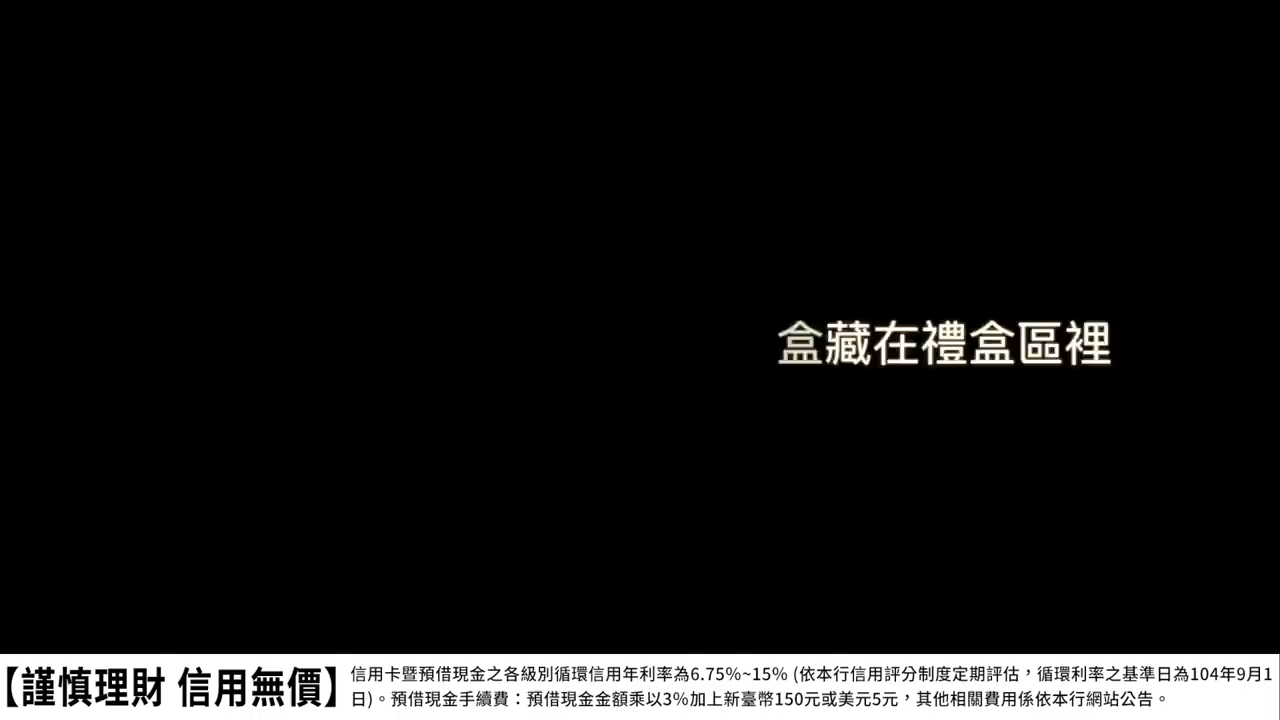 盒藏在禮盒區裡
【謹慎理財 信用無價】
信用卡暨預借現金之各級別循環信用年利率為6.75%~15% (依本行信用評分制度定期評估，循環利率之基準日為104年9月1
日)。預借現金手續費：預借現金金額乘以3%加上新臺幣150元或美元5元，其他相關費用係依本行網站公告。